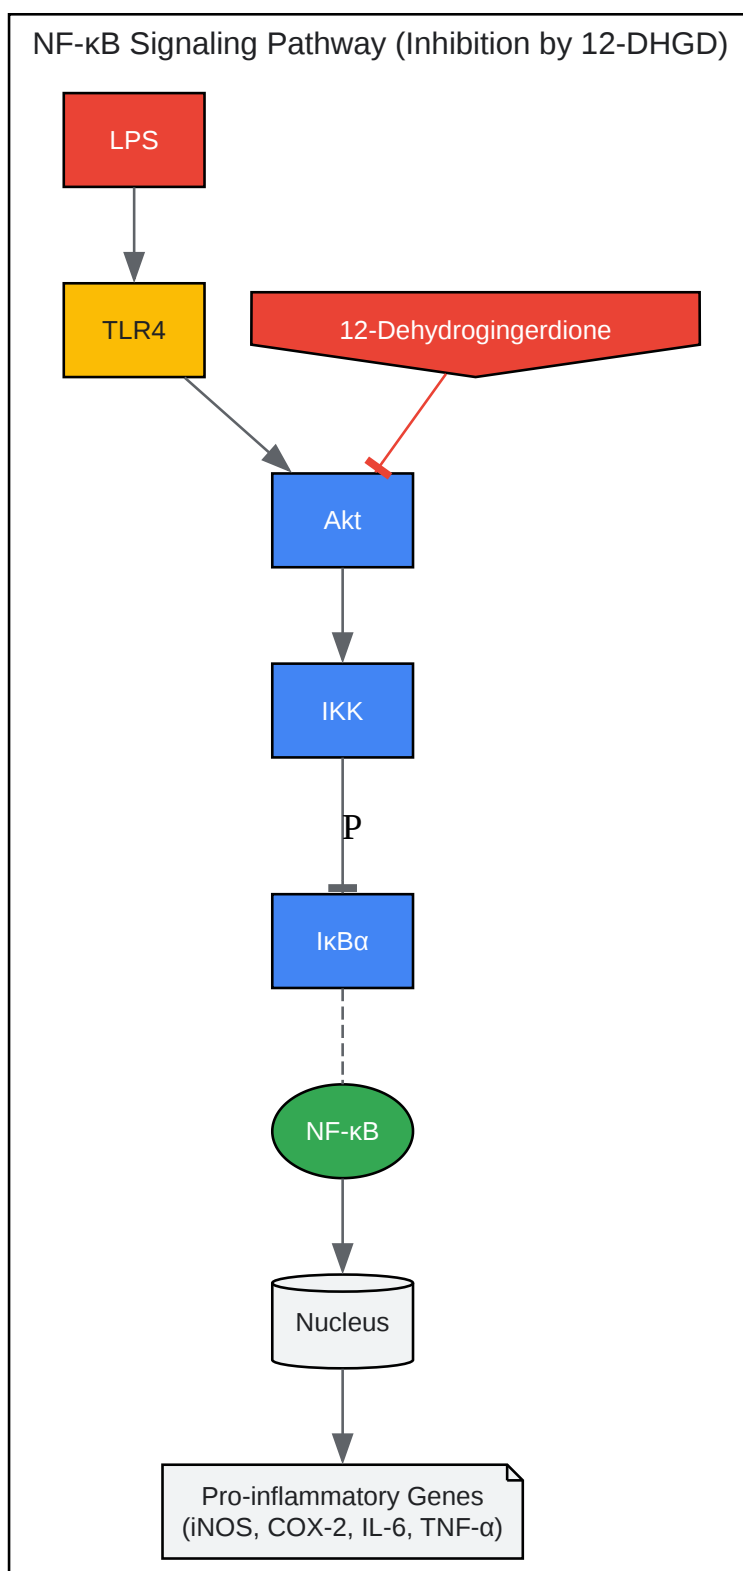 NF-κB Signaling Pathway (Inhibition by 12-DHGD)
LPS
TLR4
12-Dehydrogingerdione
Akt
IKK
P
IκBα
NF-κB
Nucleus
Pro-inflammatory Genes
(iNOS, COX-2, IL-6, TNF-α)